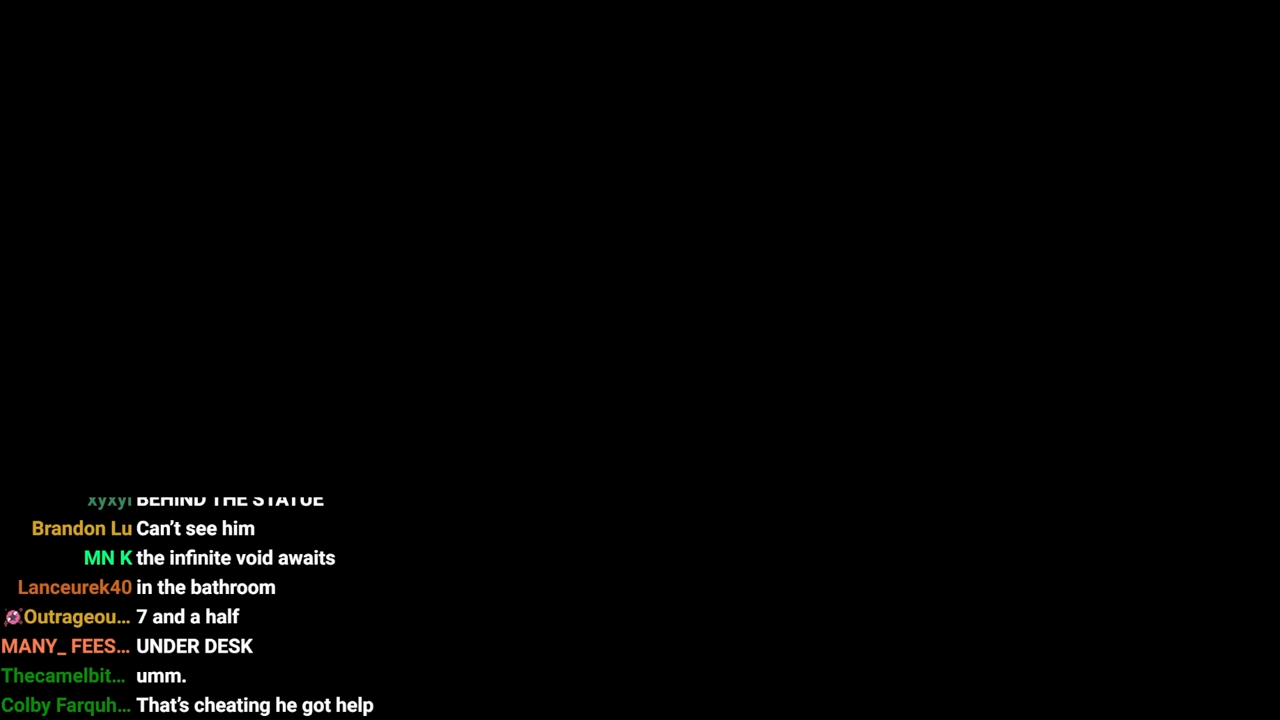 xyxyl BEHIND THE STATUE
Brandon Lu Can't see him
MN K the infinite void awaits
Lanceurek40 in the bathroom
Outrageou… 7 and a half
MANY_ FEES… UNDER DESK
Thecamelbit… umm.
Colby Farquh… That's cheating he got help